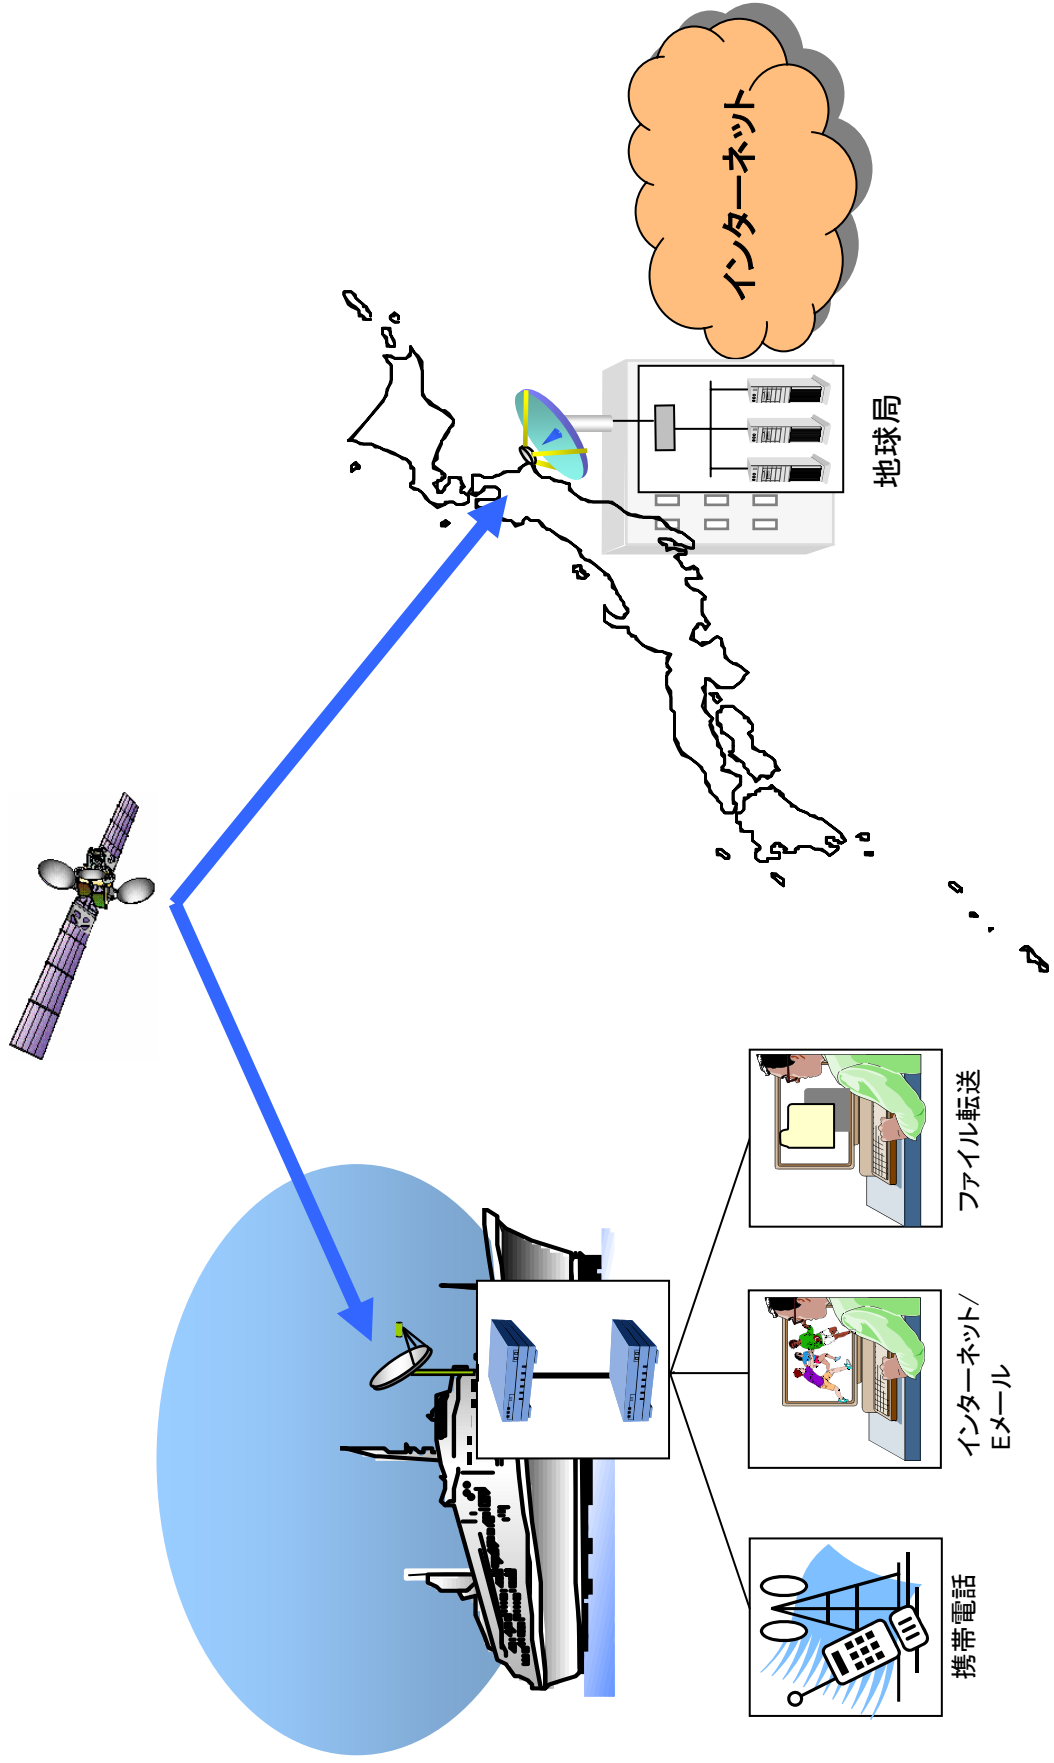 インターネット
地球局
携帯電話
インターネット/
Eメール
ファイル転送